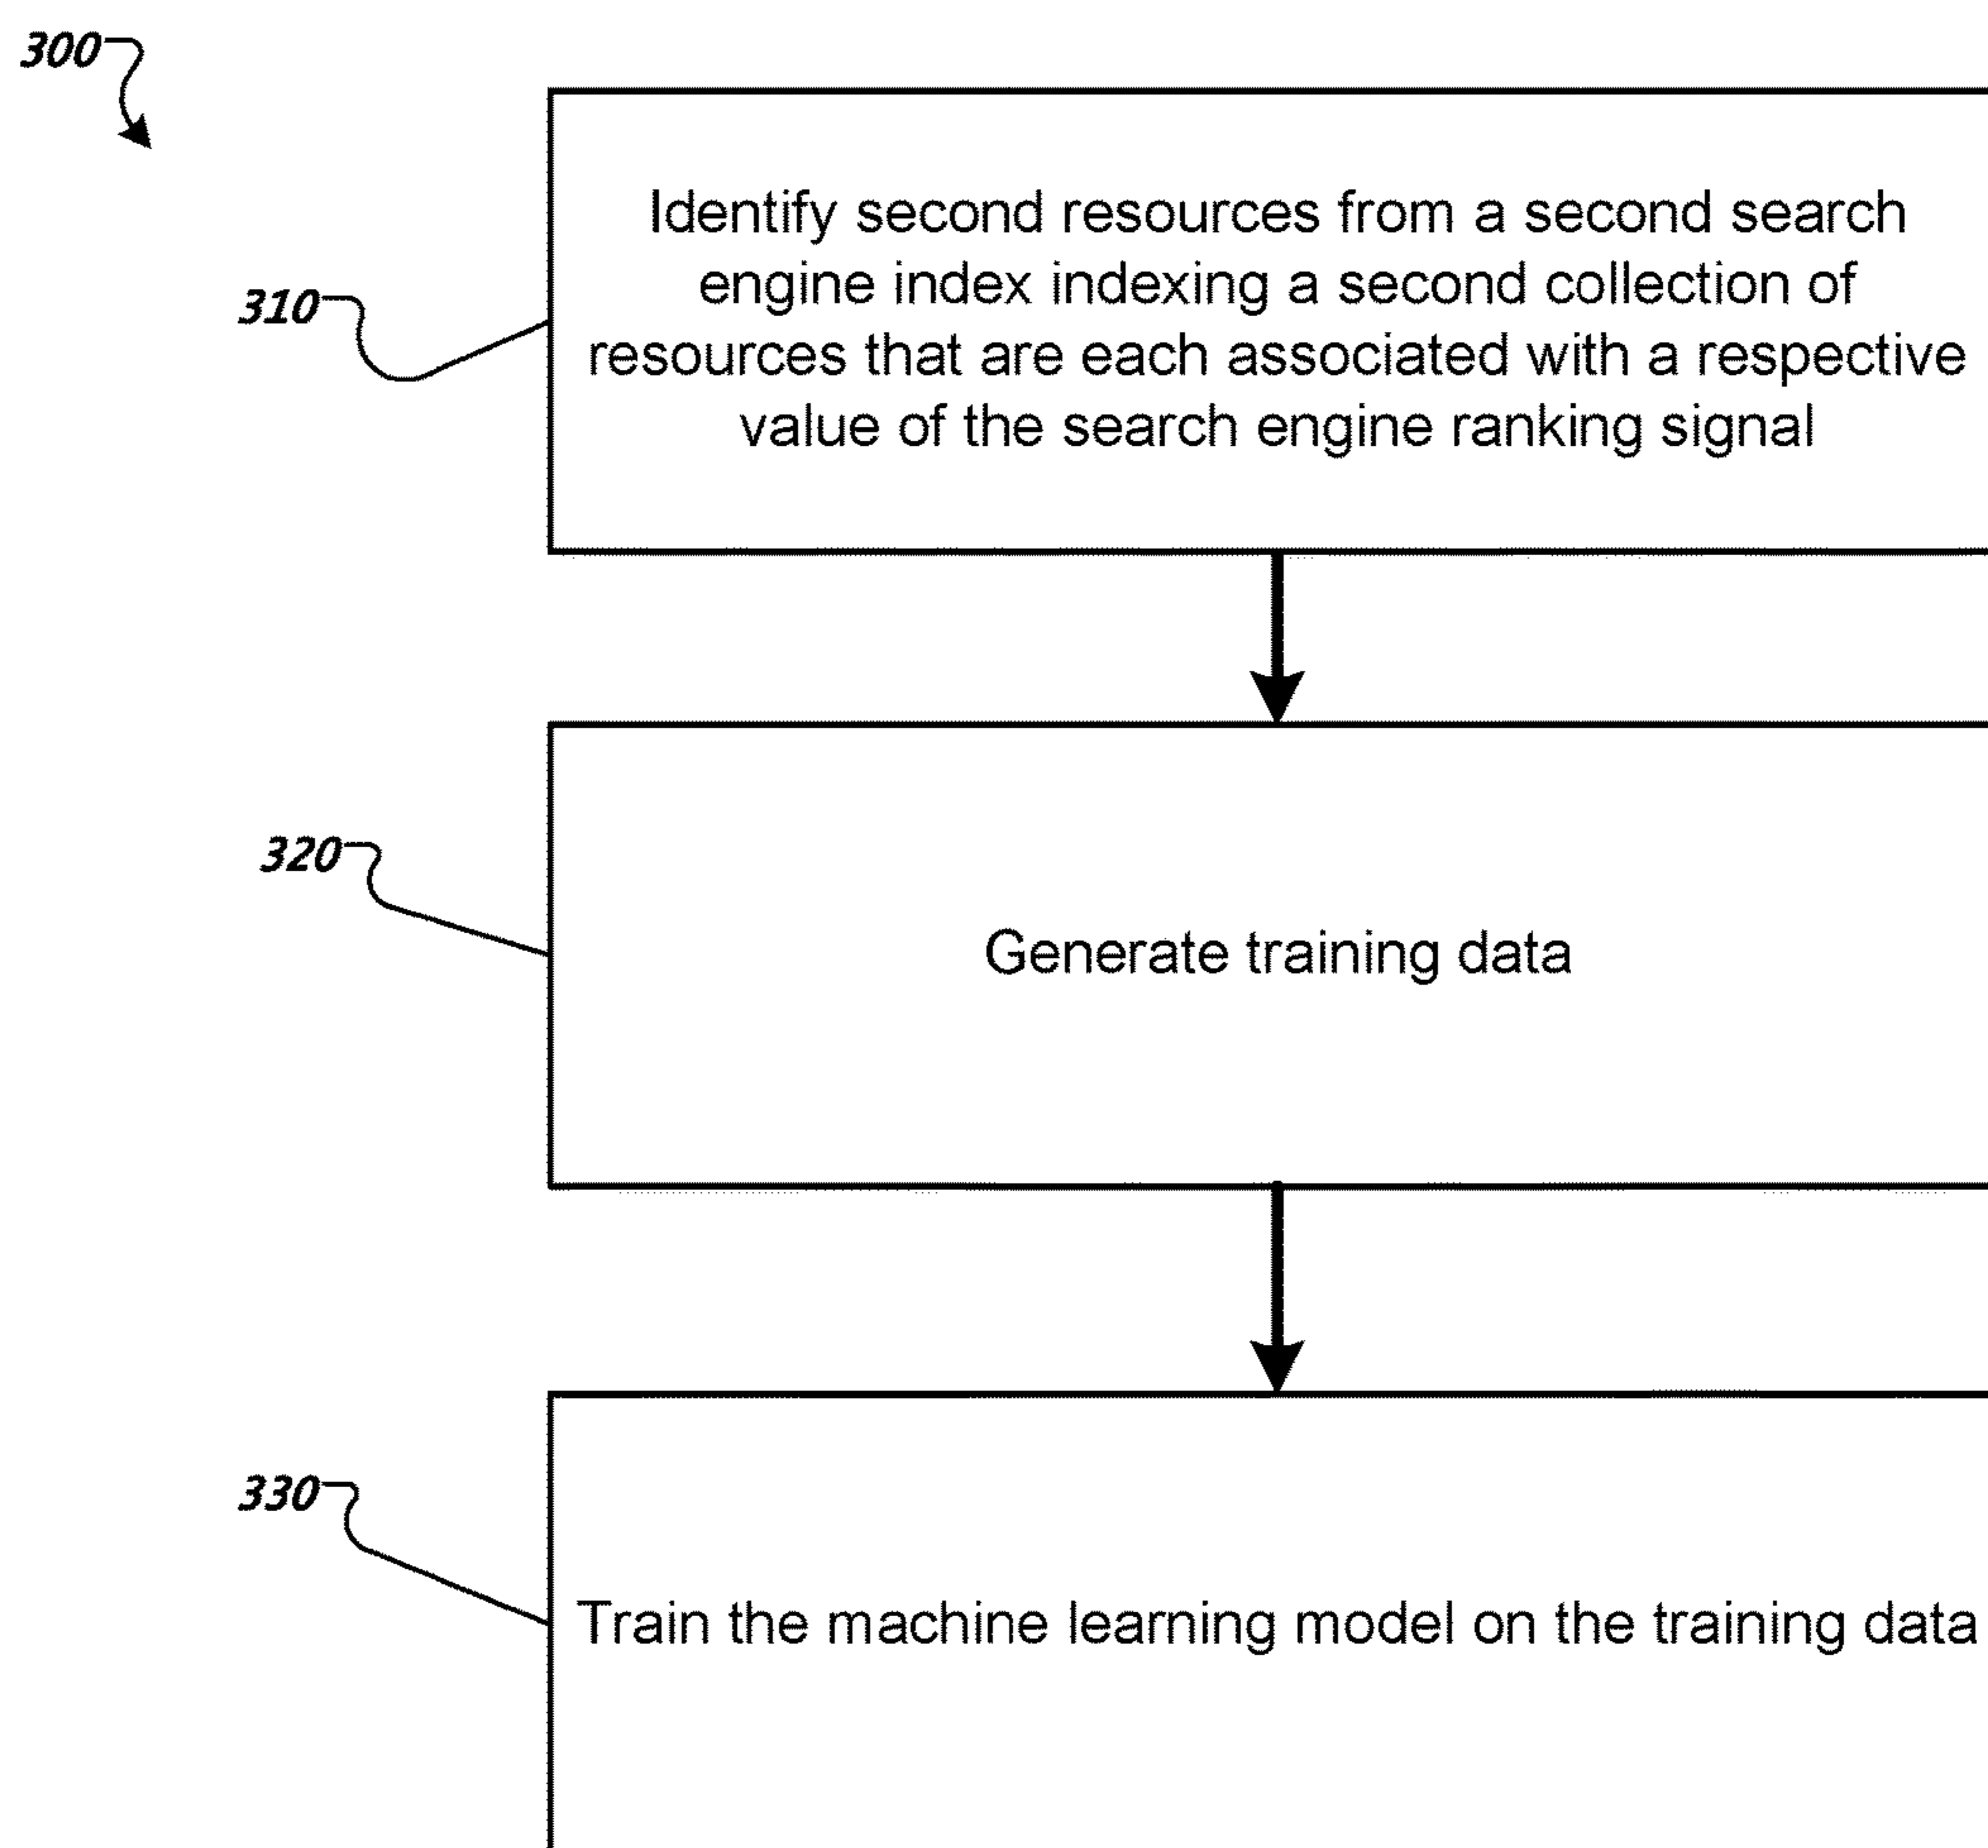 300
310
Identify second resources from a second search
engine index indexing a second collection of
resources that are each associated with a respective
value of the search engine ranking signal
320
Generate training data
330
Train the machine learning model on the training data